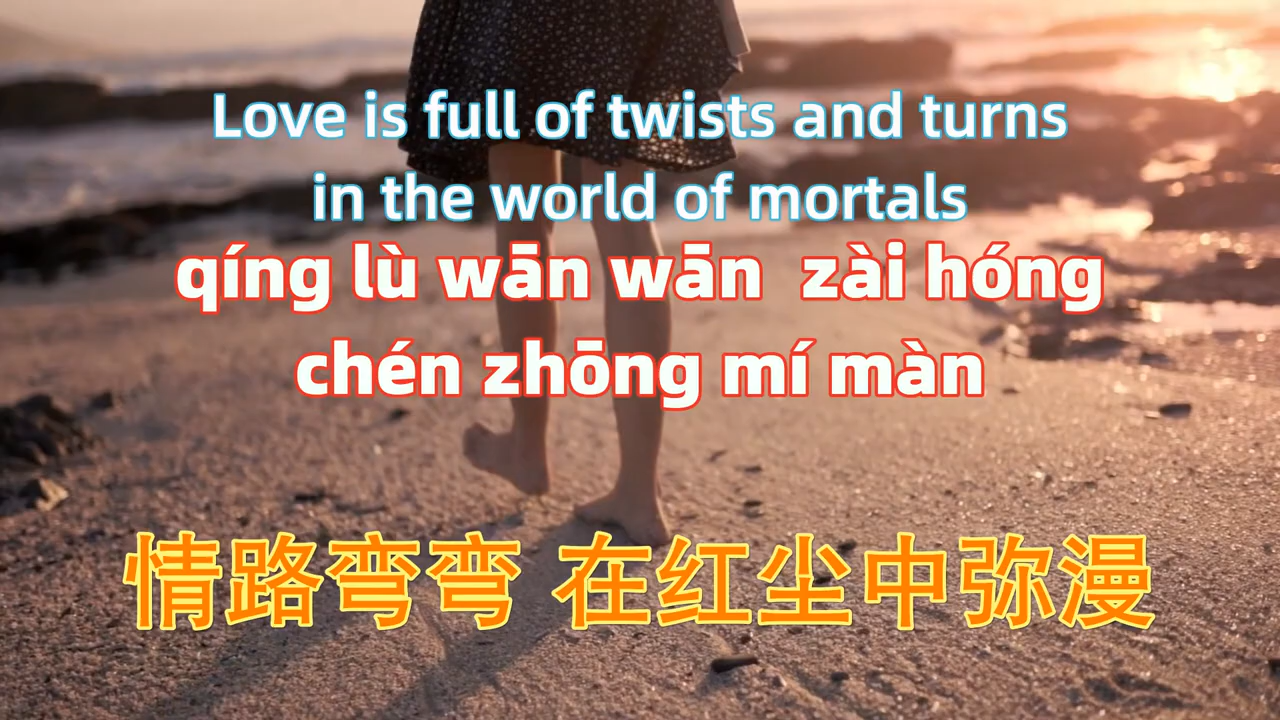 Love is full of twists and turns
in the world of mortals
qíng lù wān wān  zài hóng
chén zhōng mí màn
情路弯弯 在红尘中弥漫